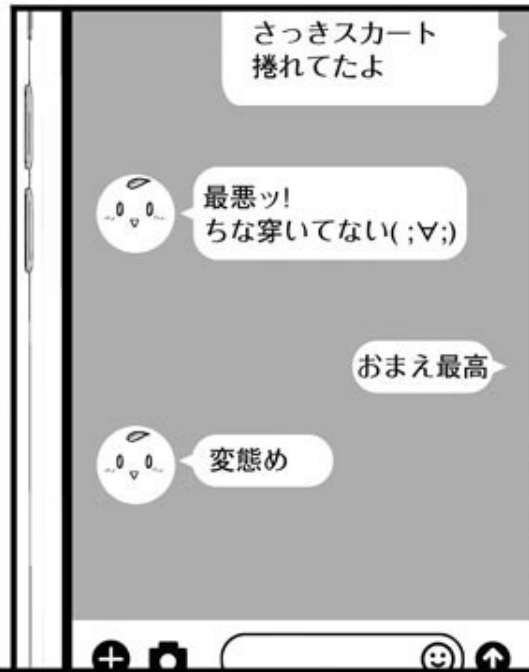 さっきスカート
捲れてたよ
最悪ッ!
ちな穿いてない( ;∀;)
おまえ最高
変態め